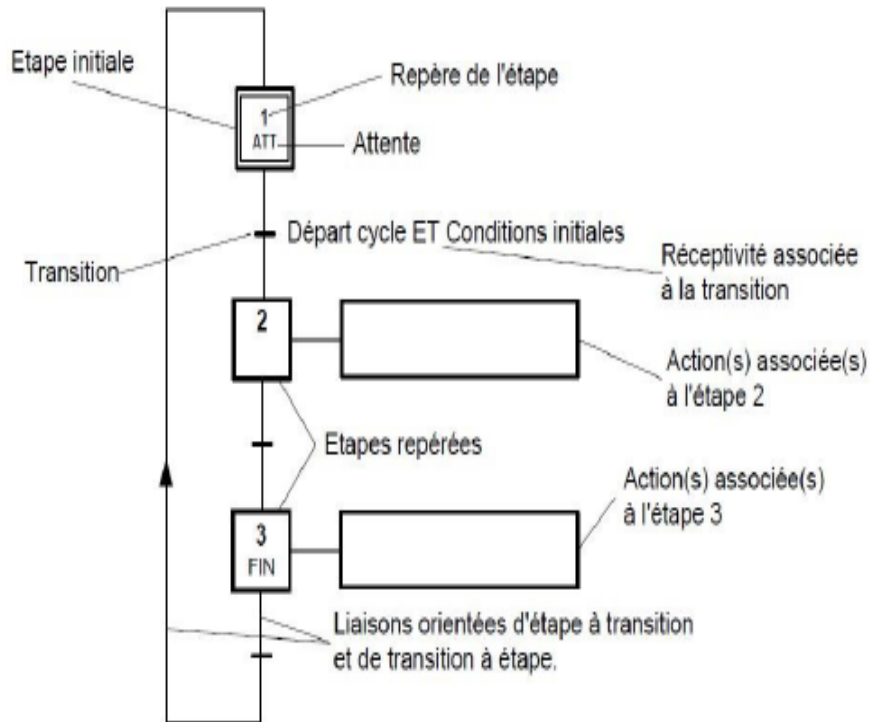 Etape initiale
Repère de l'étape
1
ATT
Attente
Départ cycle ET Conditions initiales
Transition
Réceptivité associée
à la transition
2
Action(s) associée(s)
à l'étape 2
Etapes repérées
Action(s) associée(s)
à l'étape 3
3
FIN
Liaisons orientées d'étape à transition
et de transition à étape.